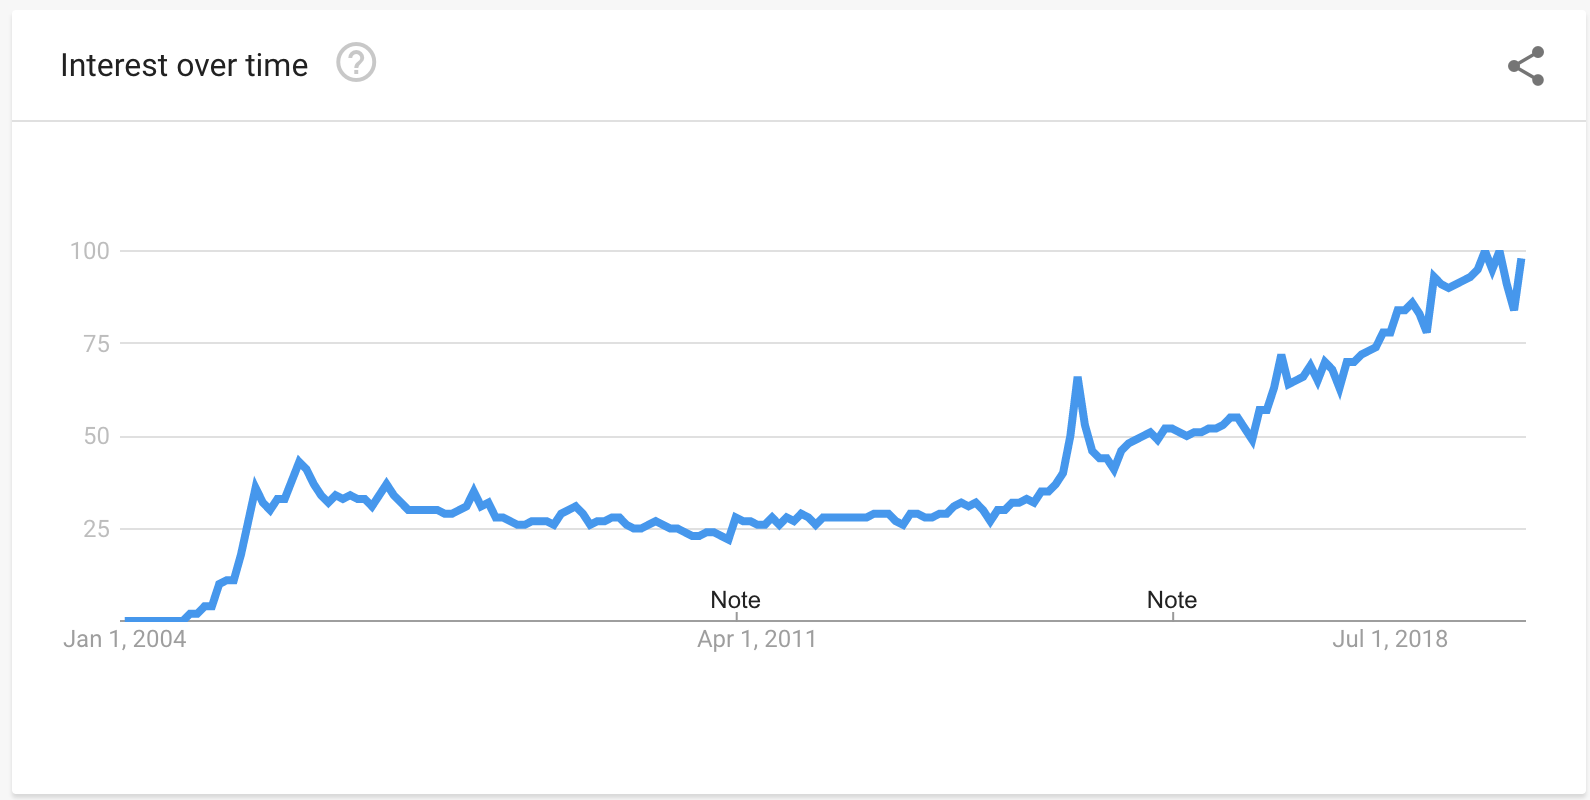 Interest over time ?
100
75
50
25
Note Note
Jan 1, 2004 Apr 1, 2011 Jul 1, 2018